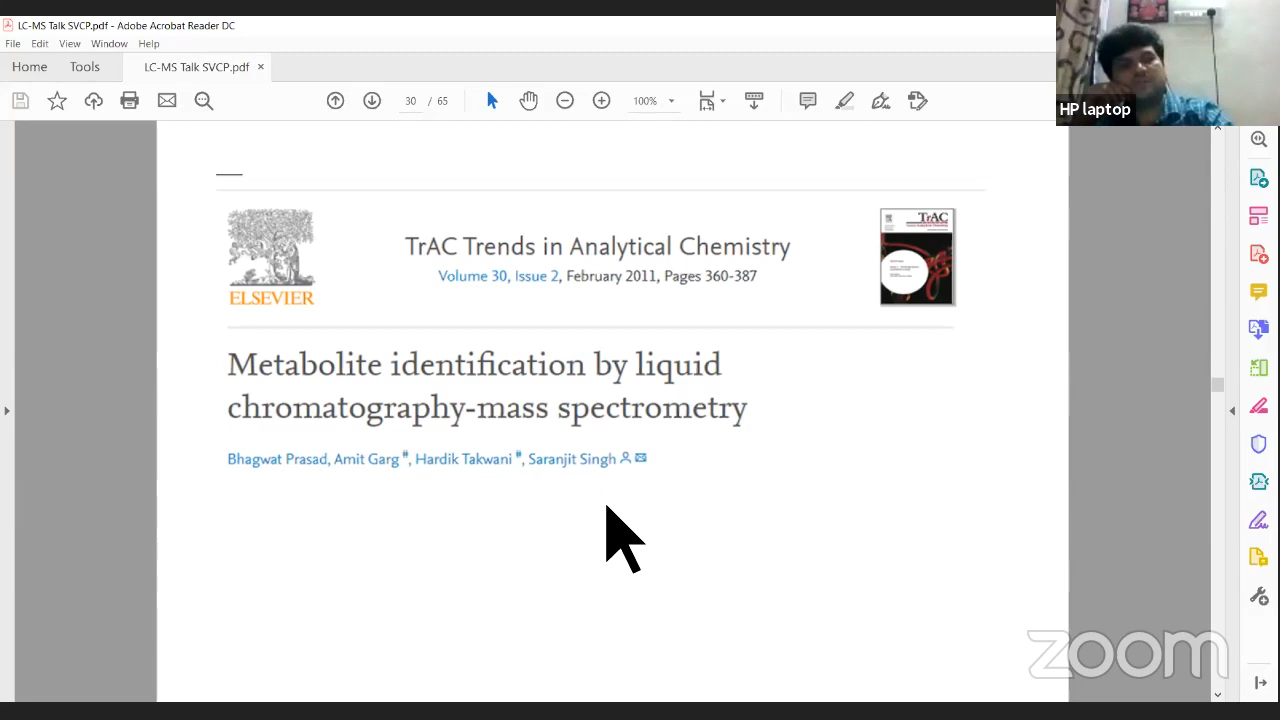 LC-MS Talk SVCP.pdf - Adobe Acrobat Reader DC
File Edit View Window Help
Home Tools LC-MS Talk SVCP.pdf ×
30 / 65 100%
HP laptop
ELSEVIER
TrAC Trends in Analytical Chemistry
Volume 30, Issue 2, February 2011, Pages 360-387
TrAC
Metabolite identification by liquid
chromatography-mass spectrometry
Bhagwat Prasad, Amit Garg #, Hardik Takwani #, Saranjit Singh
zoom